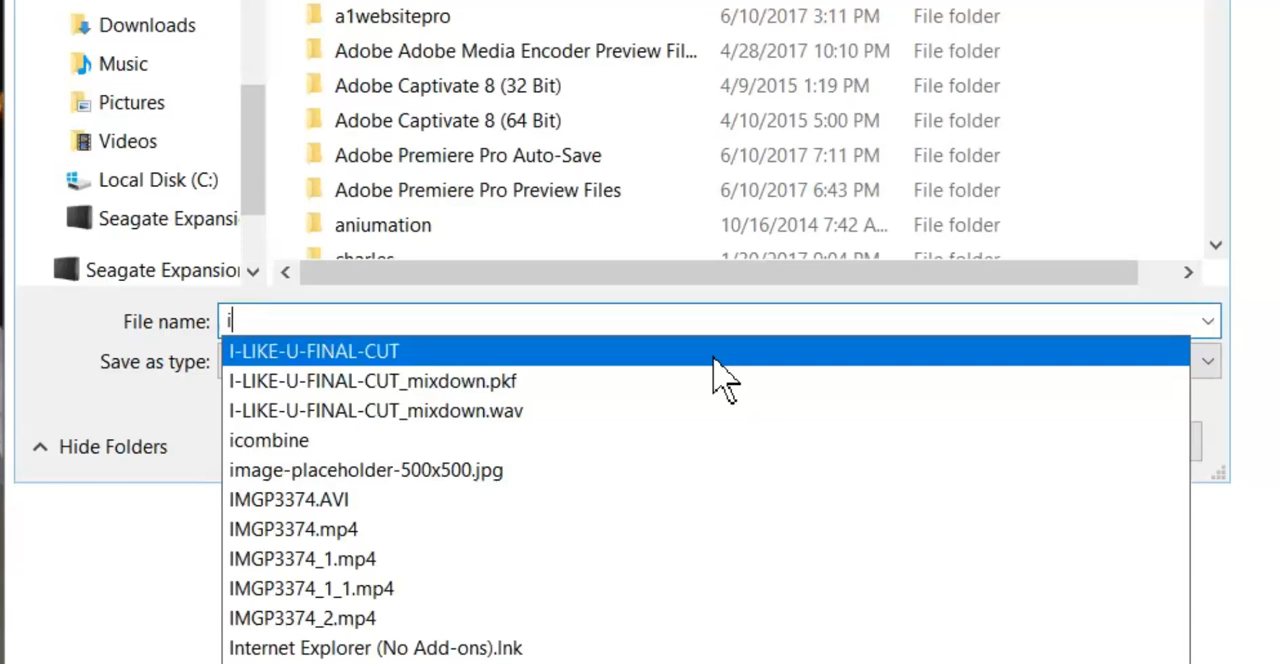 Downloads
Music
Pictures
Videos
Local Disk (C:)
Seagate Expansi
Seagate Expansion
a1websitepro 6/10/2017 3:11 PM File folder
Adobe Adobe Media Encoder Preview Fil... 4/28/2017 10:10 PM File folder
Adobe Captivate 8 (32 Bit) 4/9/2015 1:19 PM File folder
Adobe Captivate 8 (64 Bit) 4/10/2015 5:00 PM File folder
Adobe Premiere Pro Auto-Save 6/10/2017 7:11 PM File folder
Adobe Premiere Pro Preview Files 6/10/2017 6:43 PM File folder
aniumation 10/16/2014 7:42 A... File folder
charles 1/30/2017 9:04 PM File folder
File name: i
Save as type:
I-LIKE-U-FINAL-CUT
I-LIKE-U-FINAL-CUT_mixdown.pkf
I-LIKE-U-FINAL-CUT_mixdown.wav
icombine
image-placeholder-500x500.jpg
IMGP3374.AVI
IMGP3374.mp4
IMGP3374_1.mp4
IMGP3374_1_1.mp4
IMGP3374_2.mp4
Internet Explorer (No Add-ons).lnk
Hide Folders